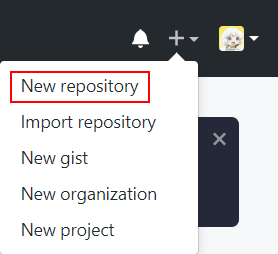 New repository
Import repository
New gist
New organization
New project